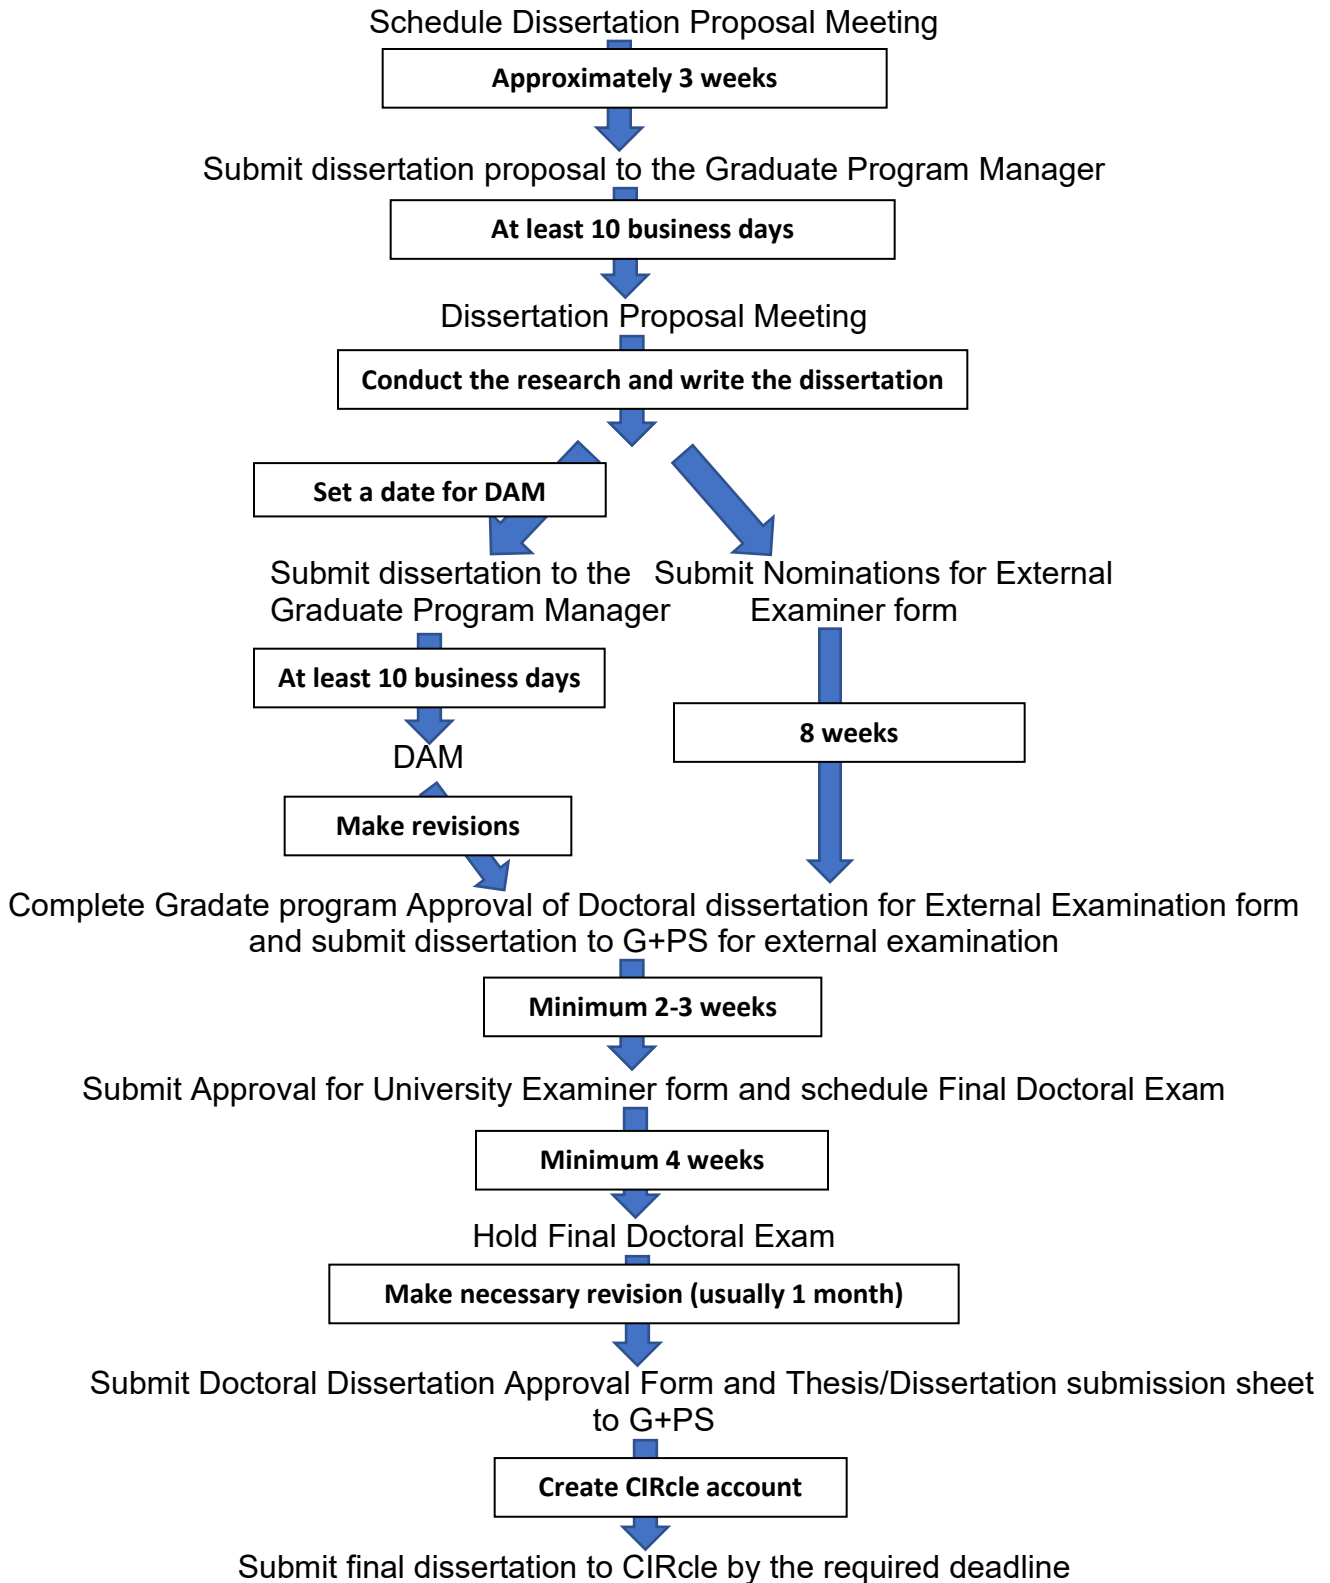 Schedule Dissertation Proposal Meeting
Approximately 3 weeks
Submit dissertation proposal to the Graduate Program Manager
At least 10 business days
Dissertation Proposal Meeting
Conduct the research and write the dissertation
Set a date for DAM
Submit dissertation to the
Graduate Program Manager
Submit Nominations for External
Examiner form
At least 10 business days
8 weeks
DAM
Make revisions
Complete Gradate program Approval of Doctoral dissertation for External Examination form
and submit dissertation to G+PS for external examination
Minimum 2-3 weeks
Submit Approval for University Examiner form and schedule Final Doctoral Exam
Minimum 4 weeks
Hold Final Doctoral Exam
Make necessary revision (usually 1 month)
Submit Doctoral Dissertation Approval Form and Thesis/Dissertation submission sheet
to G+PS
Create CIRcle account
Submit final dissertation to CIRcle by the required deadline